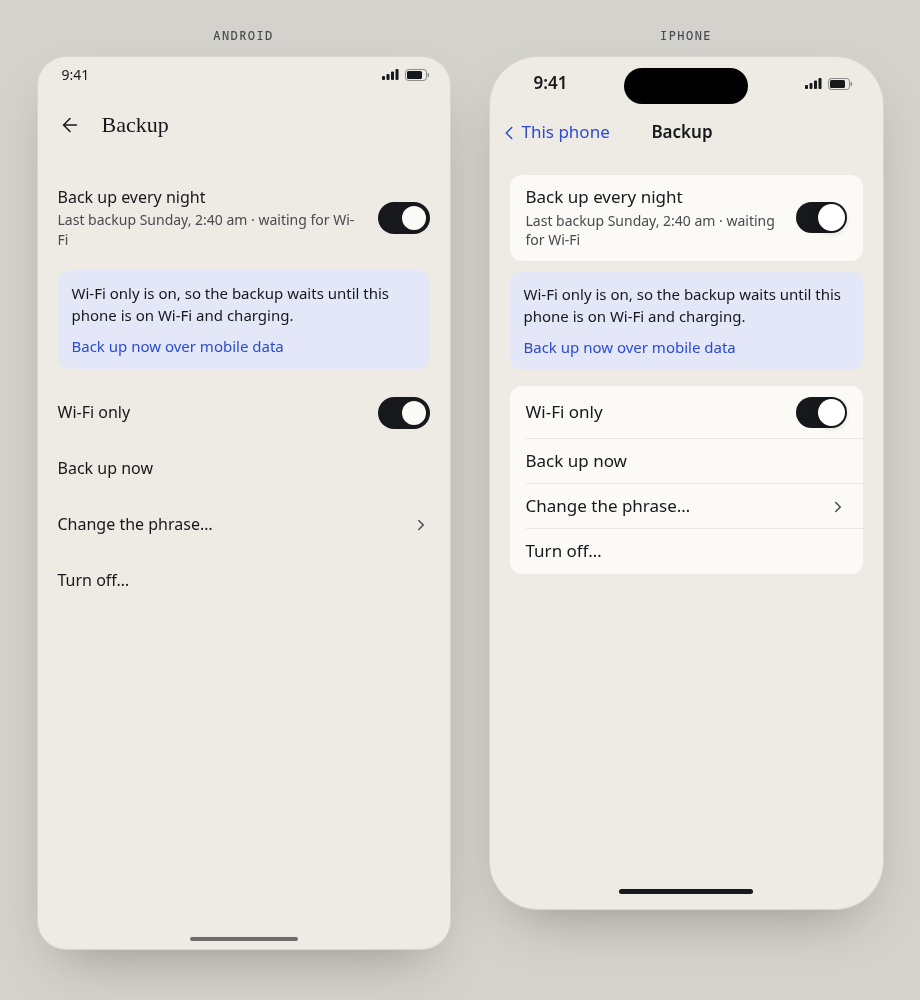 ANDROID
9:41
Backup
Back up every night
Last backup Sunday, 2:40 am · waiting for Wi-
Fi
Wi-Fi only is on, so the backup waits until this
phone is on Wi-Fi and charging.
Back up now over mobile data
Wi-Fi only
Back up now
Change the phrase…
Turn off…
IPHONE
9:41
This phone
Backup
Back up every night
Last backup Sunday, 2:40 am · waiting
for Wi-Fi
Wi-Fi only is on, so the backup waits until this
phone is on Wi-Fi and charging.
Back up now over mobile data
Wi-Fi only
Back up now
Change the phrase…
Turn off…